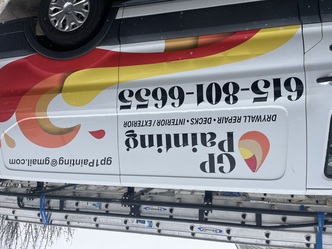 GP
Painting
DRYWALL REPAIR • DECKS • INTERIOR / EXTERIOR
615-801-6655
gp1Painting@gmail.com